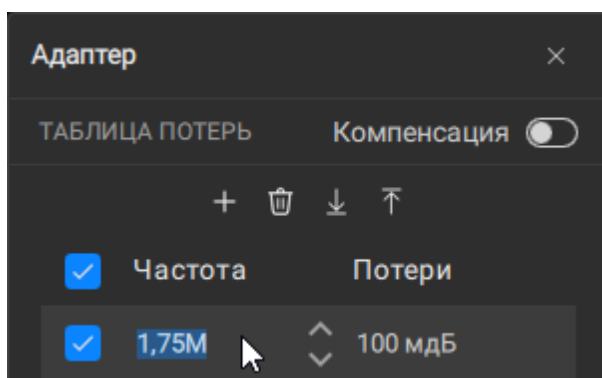 Адаптер
ТАБЛИЦА ПОТЕРЬ Компенсация
Частота Потери
1,75M 100 мдБ